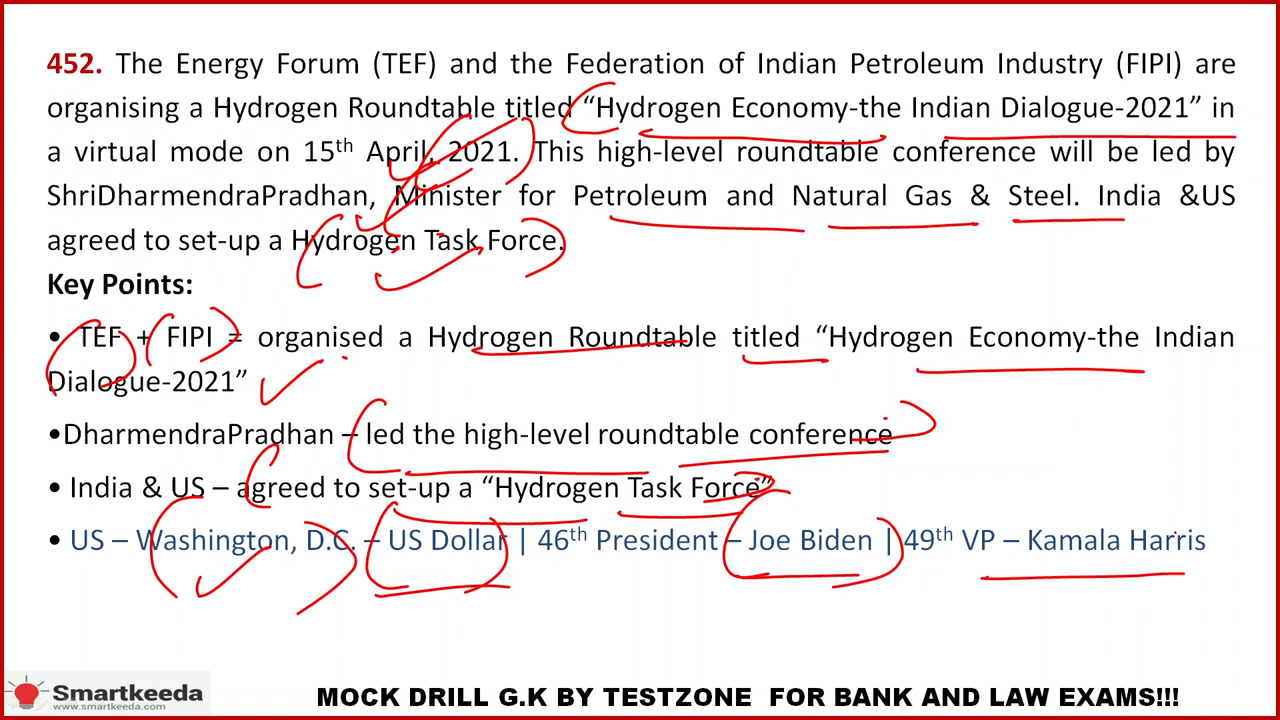 452. The Energy Forum (TEF) and the Federation of Indian Petroleum Industry (FIPI) are
organising a Hydrogen Roundtable titled “Hydrogen Economy-the Indian Dialogue-2021” in
a virtual mode on 15th April, 2021. This high-level roundtable conference will be led by
ShriDharmendraPradhan, Minister for Petroleum and Natural Gas & Steel. India &US
agreed to set-up a Hydrogen Task Force.
Key Points:
• TEF + FIPI = organised a Hydrogen Roundtable titled “Hydrogen Economy-the Indian
Dialogue-2021”
•DharmendraPradhan – led the high-level roundtable conference
• India & US – agreed to set-up a “Hydrogen Task Force”
• US – Washington, D.C. – US Dollar | 46th President – Joe Biden | 49th VP – Kamala Harris
Smartkeeda
www.smartkeeda.com
MOCK DRILL G.K BY TESTZONE FOR BANK AND LAW EXAMS!!!